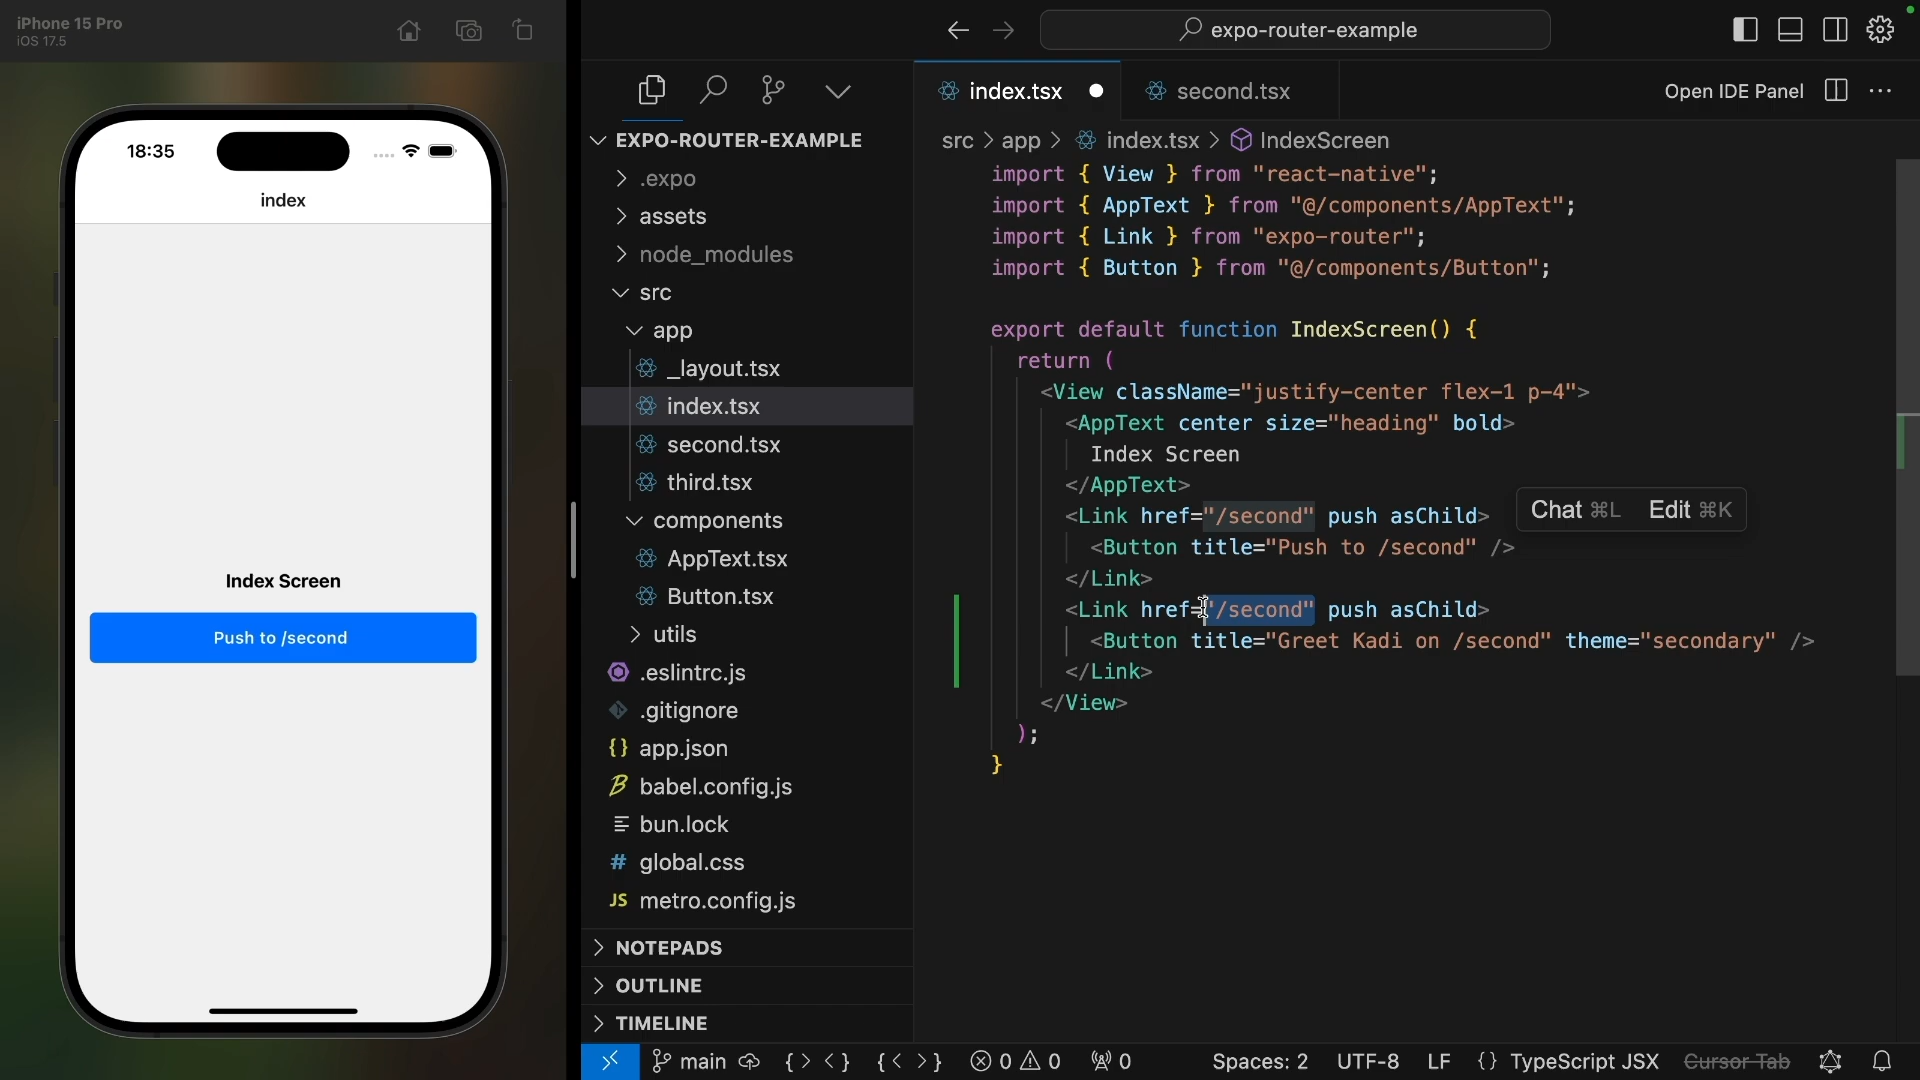 iPhone 15 Pro
iOS 17.5
18:35
index
Index Screen
Push to /second
expo-router-example
EXPO-ROUTER-EXAMPLE
.expo
assets
node_modules
src
app
_layout.tsx
index.tsx
second.tsx
third.tsx
components
AppText.tsx
Button.tsx
utils
.eslintrc.js
.gitignore
app.json
babel.config.js
bun.lock
# global.css
JS metro.config.js
NOTEPADS
OUTLINE
TIMELINE
index.tsx
second.tsx
Open IDE Panel
src > app > index.tsx > IndexScreen
import { View } from "react-native";
import { AppText } from "@/components/AppText";
import { Link } from "expo-router";
import { Button } from "@/components/Button";
export default function IndexScreen() {
return (
<View className="justify-center flex-1 p-4">
<AppText center size="heading" bold>
Index Screen
</AppText>
<Link href="/second" push asChild>
Chat ⌘L Edit ⌘K
<Button title="Push to /second" />
</Link>
<Link href="/second" push asChild>
<Button title="Greet Kadi on /second" theme="secondary" />
</Link>
</View>
);
}
main
0 0
0
Spaces: 2
UTF-8
LF
{} TypeScript JSX
Cursor Tab